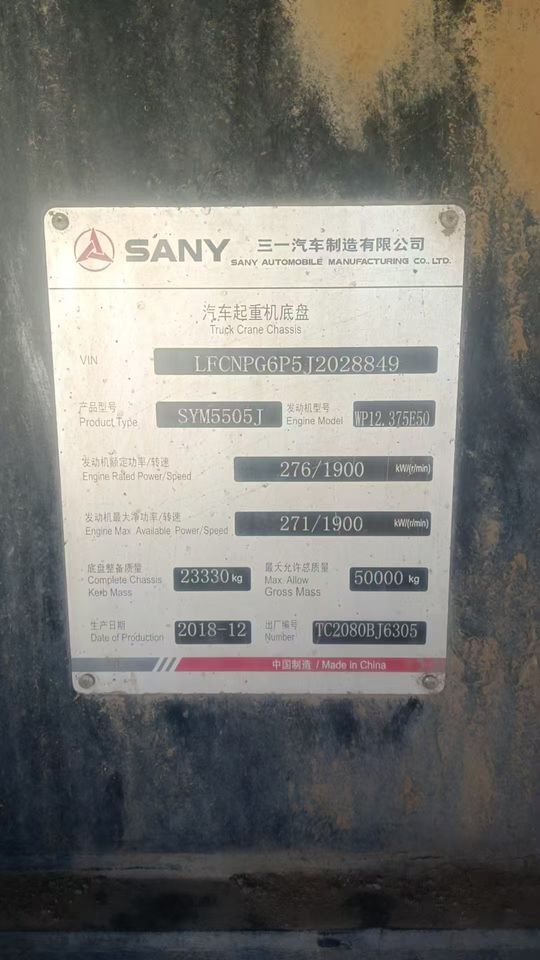 SANY 三一汽车制造有限公司
SANY AUTOMOBILE MANUFACTURING CO., LTD.
汽车起重机底盘
Truck Crane Chassis
VIN LFCNPG6P5J2028849
产品型号 发动机型号
Product Type SYM5505J Engine Model WP12.375E50
发动机额定功率/转速
Engine Rated Power/Speed 276/1900 kW/(r/min)
发动机最大净功率/转速
Engine Max. Available Power/Speed 271/1900 kW/(r/min)
底盘整备质量 最大允许总质量
Complete Chassis 23330 kg Max. Allow 50000 kg
Kerb Mass Gross Mass
生产日期 出厂编号
Date of Production 2018-12 Number TC2080BJ6305
中国制造 / Made in China